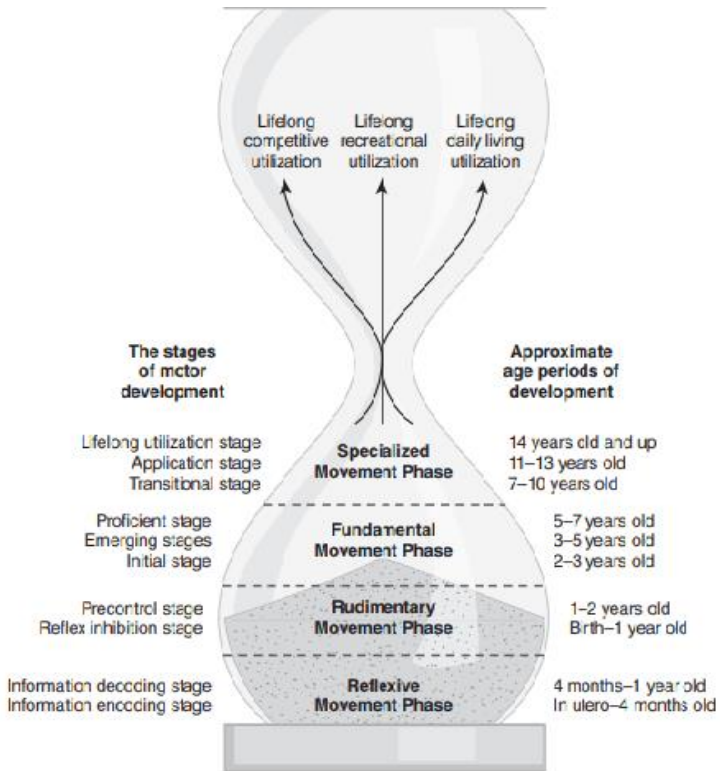 Lifelong competitive utilization
Lifelong recreational utilization
Lifelong daily living utilization
The stages of motor development
Approximate age periods of development
Lifelong utilization stage
Application stage
Transitional stage
Specialized Movement Phase
14 years old and up
11–13 years old
7–10 years old
Proficient stage
Emerging stages
Initial stage
Fundamental Movement Phase
5–7 years old
3–5 years old
2–3 years old
Precontrol stage
Reflex inhibition stage
Rudimentary Movement Phase
1–2 years old
Birth–1 year old
Information decoding stage
Information encoding stage
Reflexive Movement Phase
4 months–1 year old
In utero–4 months old